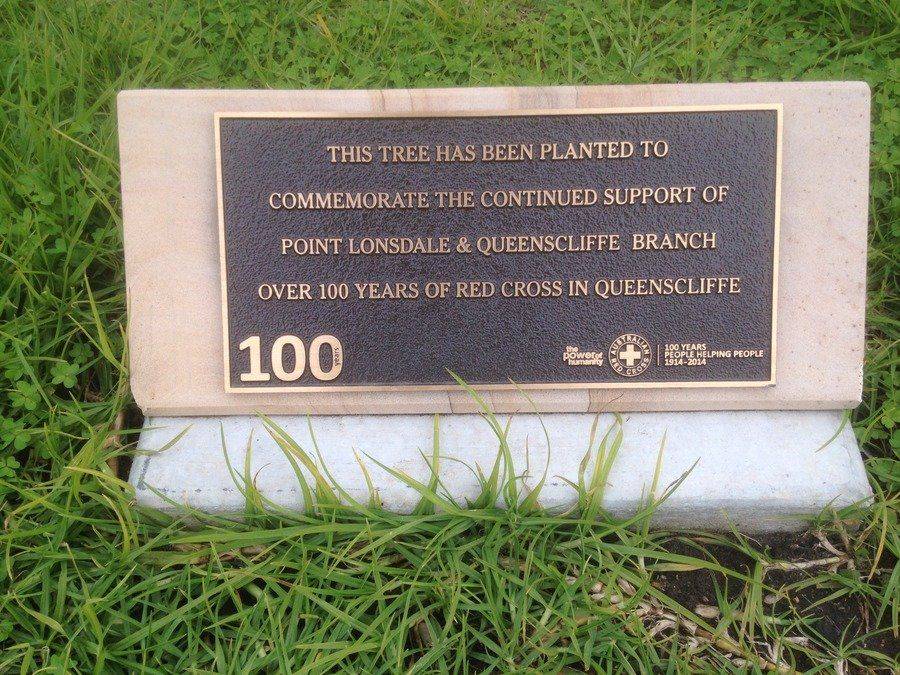 THIS TREE HAS BEEN PLANTED TO
COMMEMORATE THE CONTINUED SUPPORT OF
POINT LONSDALE & QUEENSCLIFFE BRANCH
OVER 100 YEARS OF RED CROSS IN QUEENSCLIFFE
100 years
the
power of
humanity
AUSTRALIAN RED CROSS
100 YEARS
PEOPLE HELPING PEOPLE
1914-2014